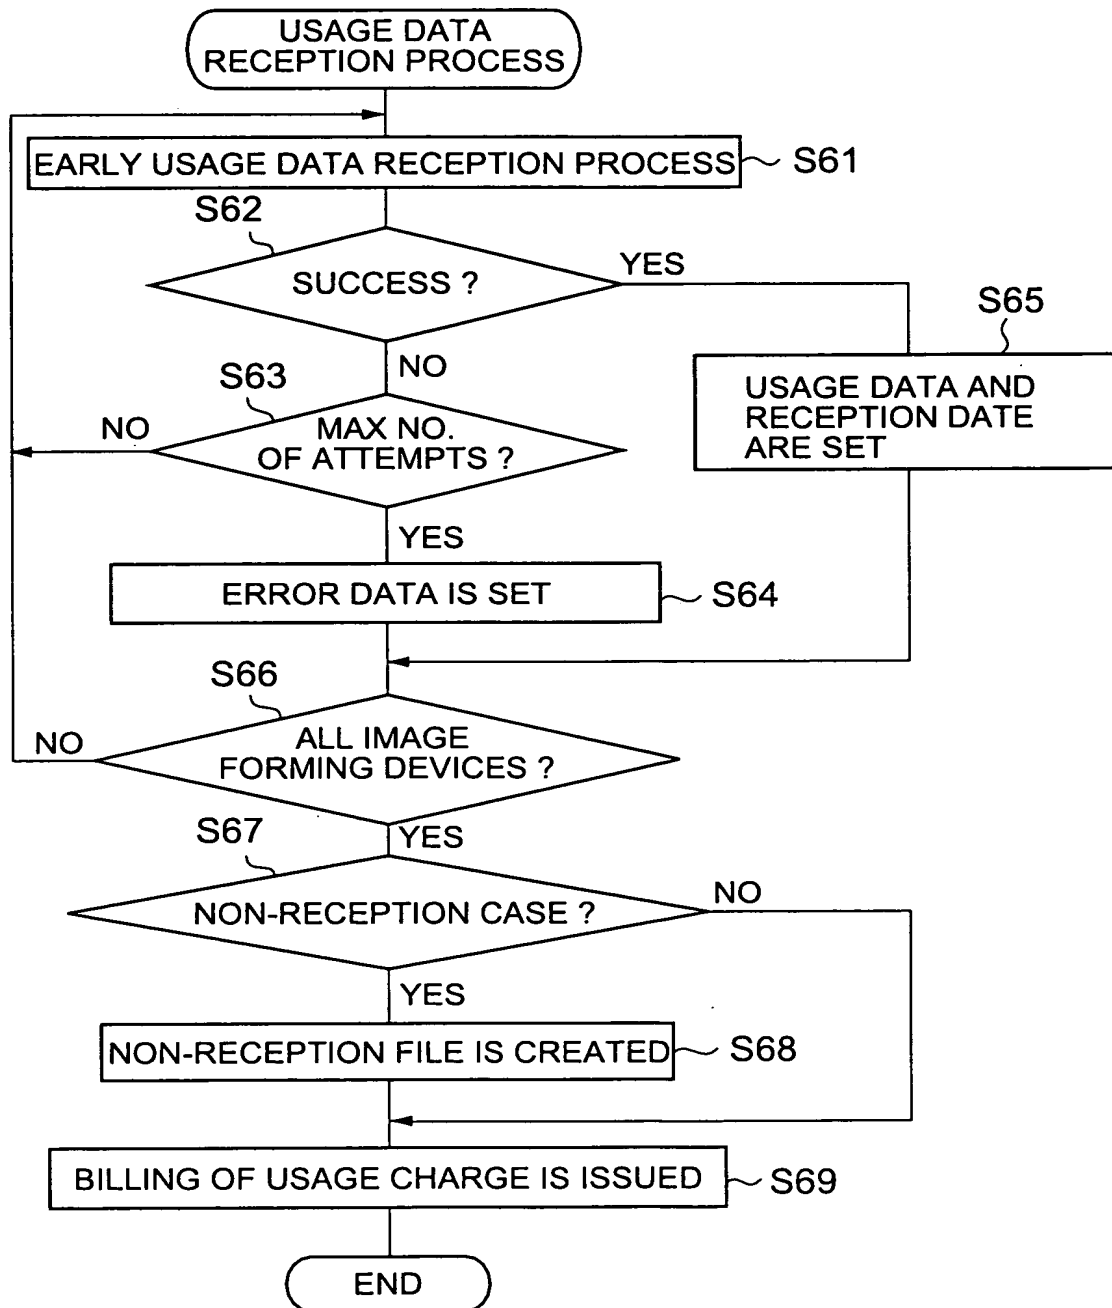 USAGE DATA
RECEPTION PROCESS
EARLY USAGE DATA RECEPTION PROCESS
S61
S62
SUCCESS ?
YES
NO
S65
USAGE DATA AND
RECEPTION DATE
ARE SET
S63
MAX NO.
OF ATTEMPTS ?
NO
YES
ERROR DATA IS SET
S64
S66
ALL IMAGE
FORMING DEVICES ?
NO
YES
S67
NON-RECEPTION CASE ?
NO
YES
NON-RECEPTION FILE IS CREATED
S68
BILLING OF USAGE CHARGE IS ISSUED
S69
END